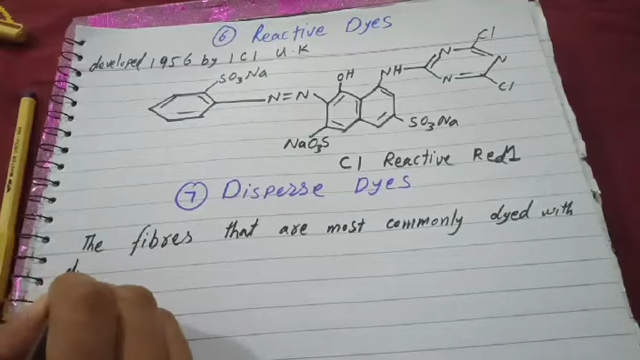 ⑥ Reactive Dyes
developed 1956 by ICI U.K
SO3Na
N=N
OH
NH
N
Cl
N
N
Cl
NaO3S
SO3Na
CI Reactive Red1
⑦ Disperse Dyes
The fibres that are most commonly dyed with
d